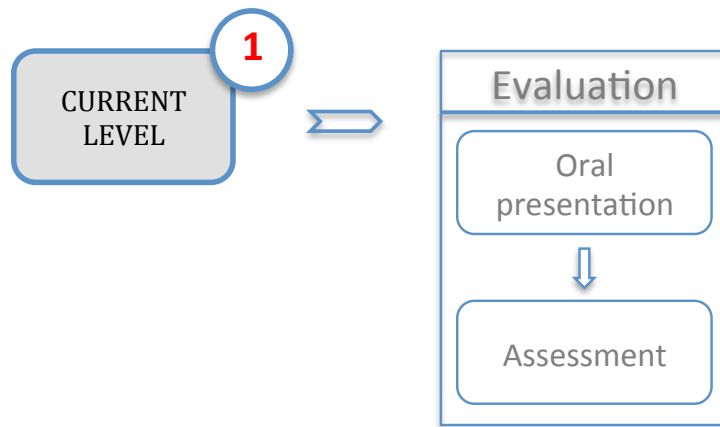 1
CURRENT
LEVEL
Evaluation
Oral
presentation
Assessment